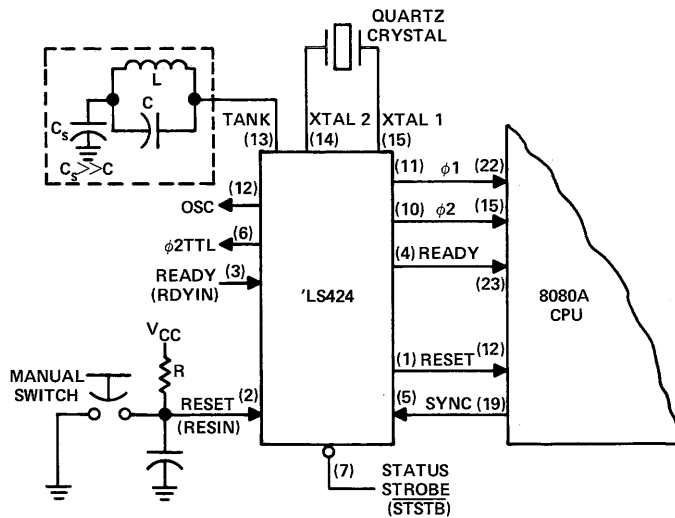 QUARTZ
CRYSTAL
L
C
Cs
Cs>>C
TANK
(13)
XTAL 2
(14)
XTAL 1
(15)
(12)
OSC
(6)
φ2TTL
READY (3)
(RDYIN)
'LS424
(11) φ1 (22)
(10) φ2 (15)
(4) READY
(23)
8080A
CPU
VCC
R
MANUAL
SWITCH
RESET (2)
(RESIN)
(1) RESET (12)
(5) SYNC (19)
(7) STATUS
STROBE
(STSTB)